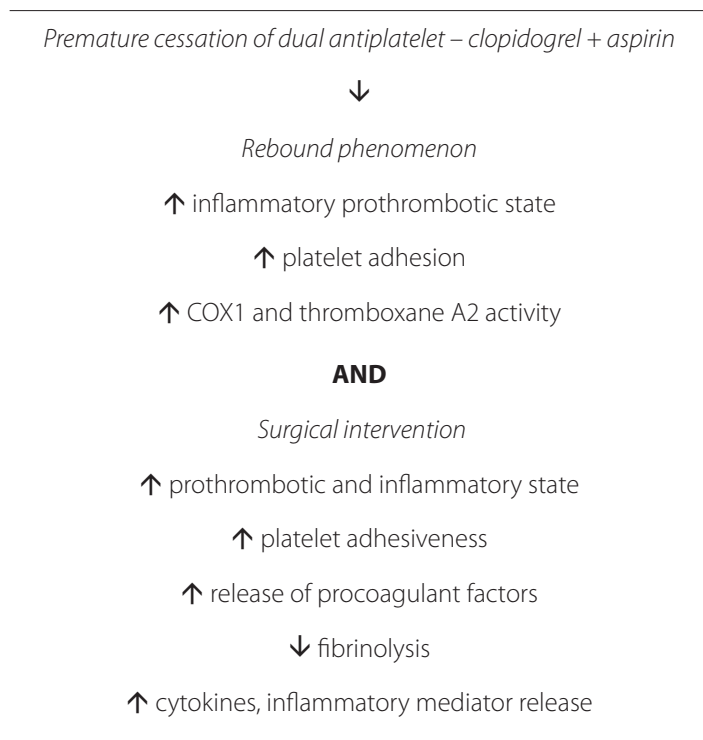 Premature cessation of dual antiplatelet – clopidogrel + aspirin
↓
Rebound phenomenon
↑ inflammatory prothrombotic state
↑ platelet adhesion
↑ COX1 and thromboxane A2 activity
AND
Surgical intervention
↑ prothrombotic and inflammatory state
↑ platelet adhesiveness
↑ release of procoagulant factors
↓ fibrinolysis
↑ cytokines, inflammatory mediator release